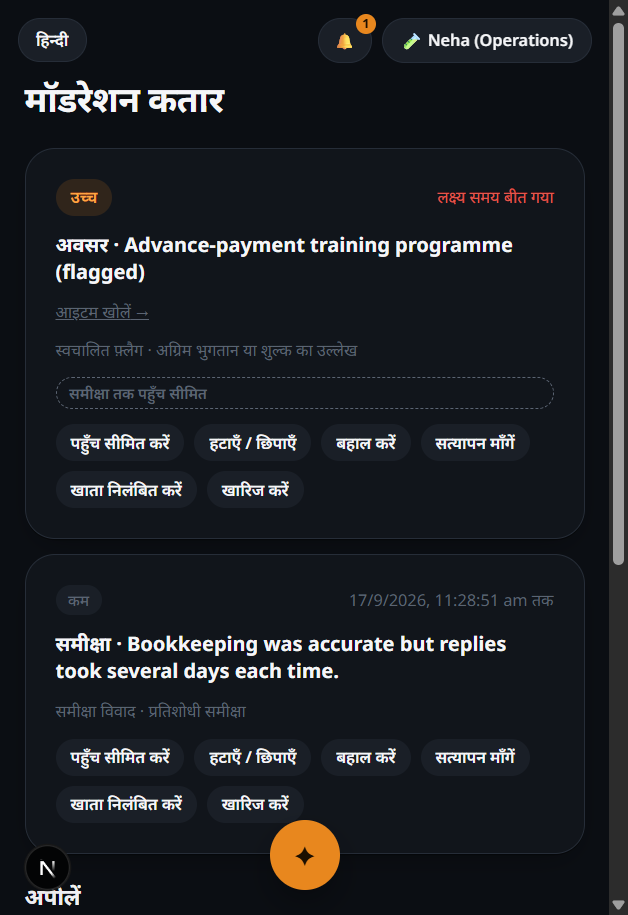 हिन्दी
1
Neha (Operations)
मॉडरेशन कतार
उच्च
लक्ष्य समय बीत गया
अवसर · Advance-payment training programme
(flagged)
आइटम खोलें →
स्वचालित फ़्लैग · अग्रिम भुगतान या शुल्क का उल्लेख
समीक्षा तक पहुँच सीमित
पहुँच सीमित करें
हटाएँ / छिपाएँ
बहाल करें
सत्यापन माँगें
खाता निलंबित करें
खारिज करें
कम
17/9/2026, 11:28:51 am तक
समीक्षा · Bookkeeping was accurate but replies
took several days each time.
समीक्षा विवाद · प्रतिशोधी समीक्षा
पहुँच सीमित करें
हटाएँ / छिपाएँ
बहाल करें
सत्यापन माँगें
खाता निलंबित करें
खारिज करें
N
अपीलें